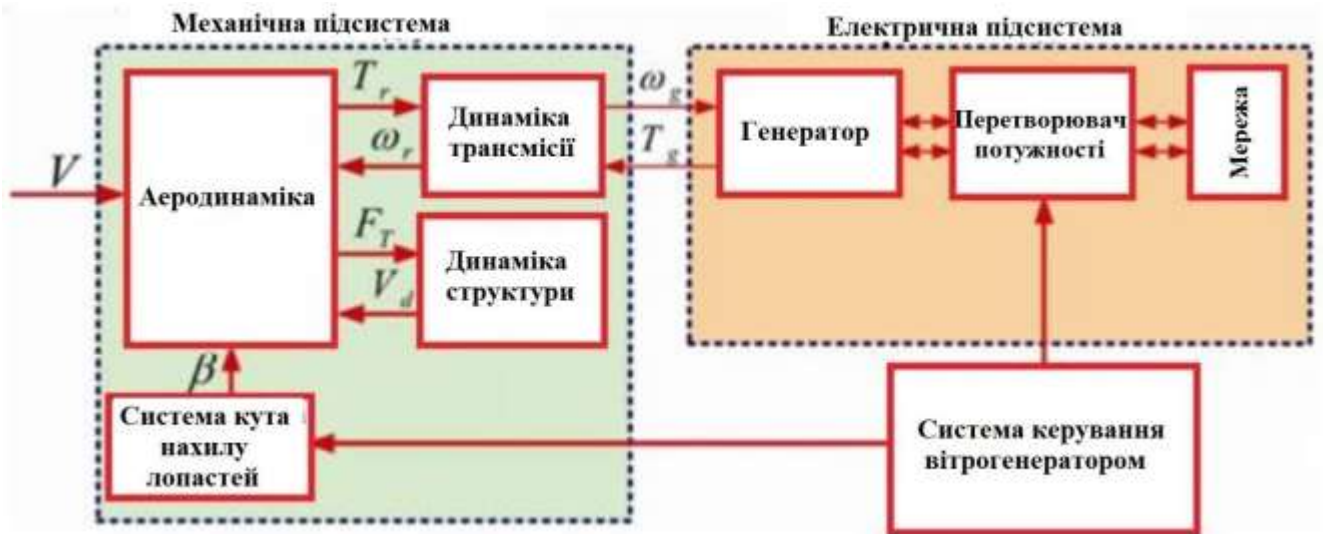 Механічна підсистема
Електрична підсистема
V
Аеродинаміка
T_r
ω_r
Динаміка
трансмісії
F_T
V_d
Динаміка
структури
β
Система кута
нахилу
лопастей
ω_g
T_g
Генератор
Перетворювач
потужності
Мережа
Система керування
вітрогенератором